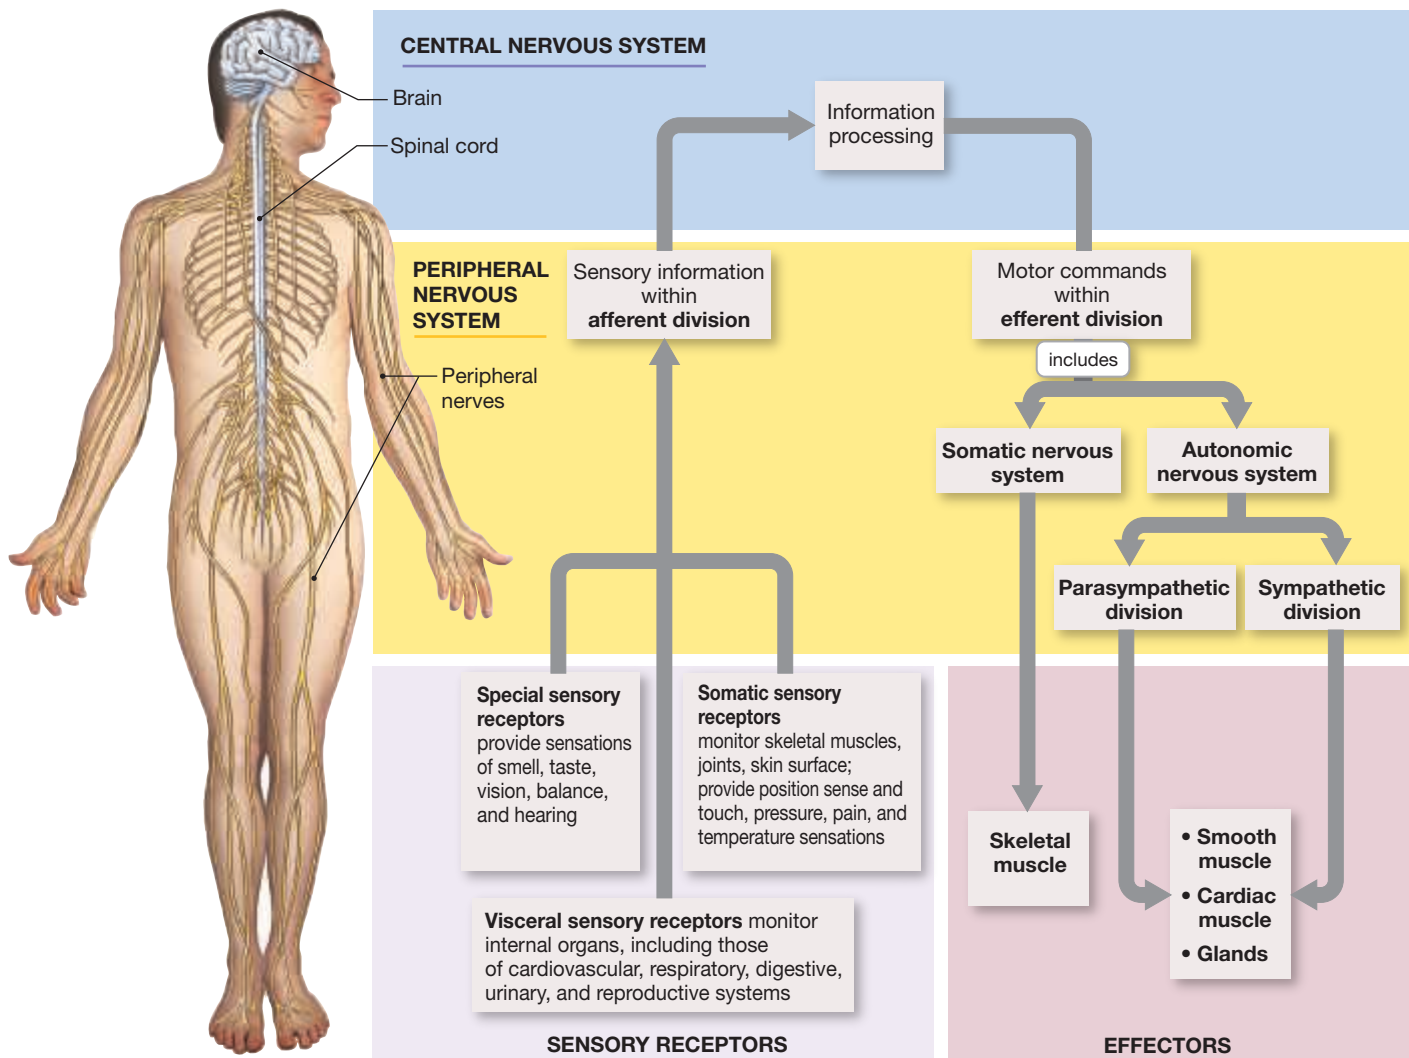 CENTRAL NERVOUS SYSTEM
Brain
Spinal cord
Information
processing
PERIPHERAL
NERVOUS
SYSTEM
Sensory information
within
afferent division
Motor commands
within
efferent division
includes
Peripheral
nerves
Somatic nervous
system
Autonomic
nervous system
Parasympathetic
division
Sympathetic
division
Special sensory
receptors
provide sensations
of smell, taste,
vision, balance,
and hearing
Somatic sensory
receptors
monitor skeletal muscles,
joints, skin surface;
provide position sense and
touch, pressure, pain, and
temperature sensations
Skeletal
muscle
• Smooth
muscle
• Cardiac
muscle
• Glands
Visceral sensory receptors monitor
internal organs, including those
of cardiovascular, respiratory, digestive,
urinary, and reproductive systems
SENSORY RECEPTORS
EFFECTORS